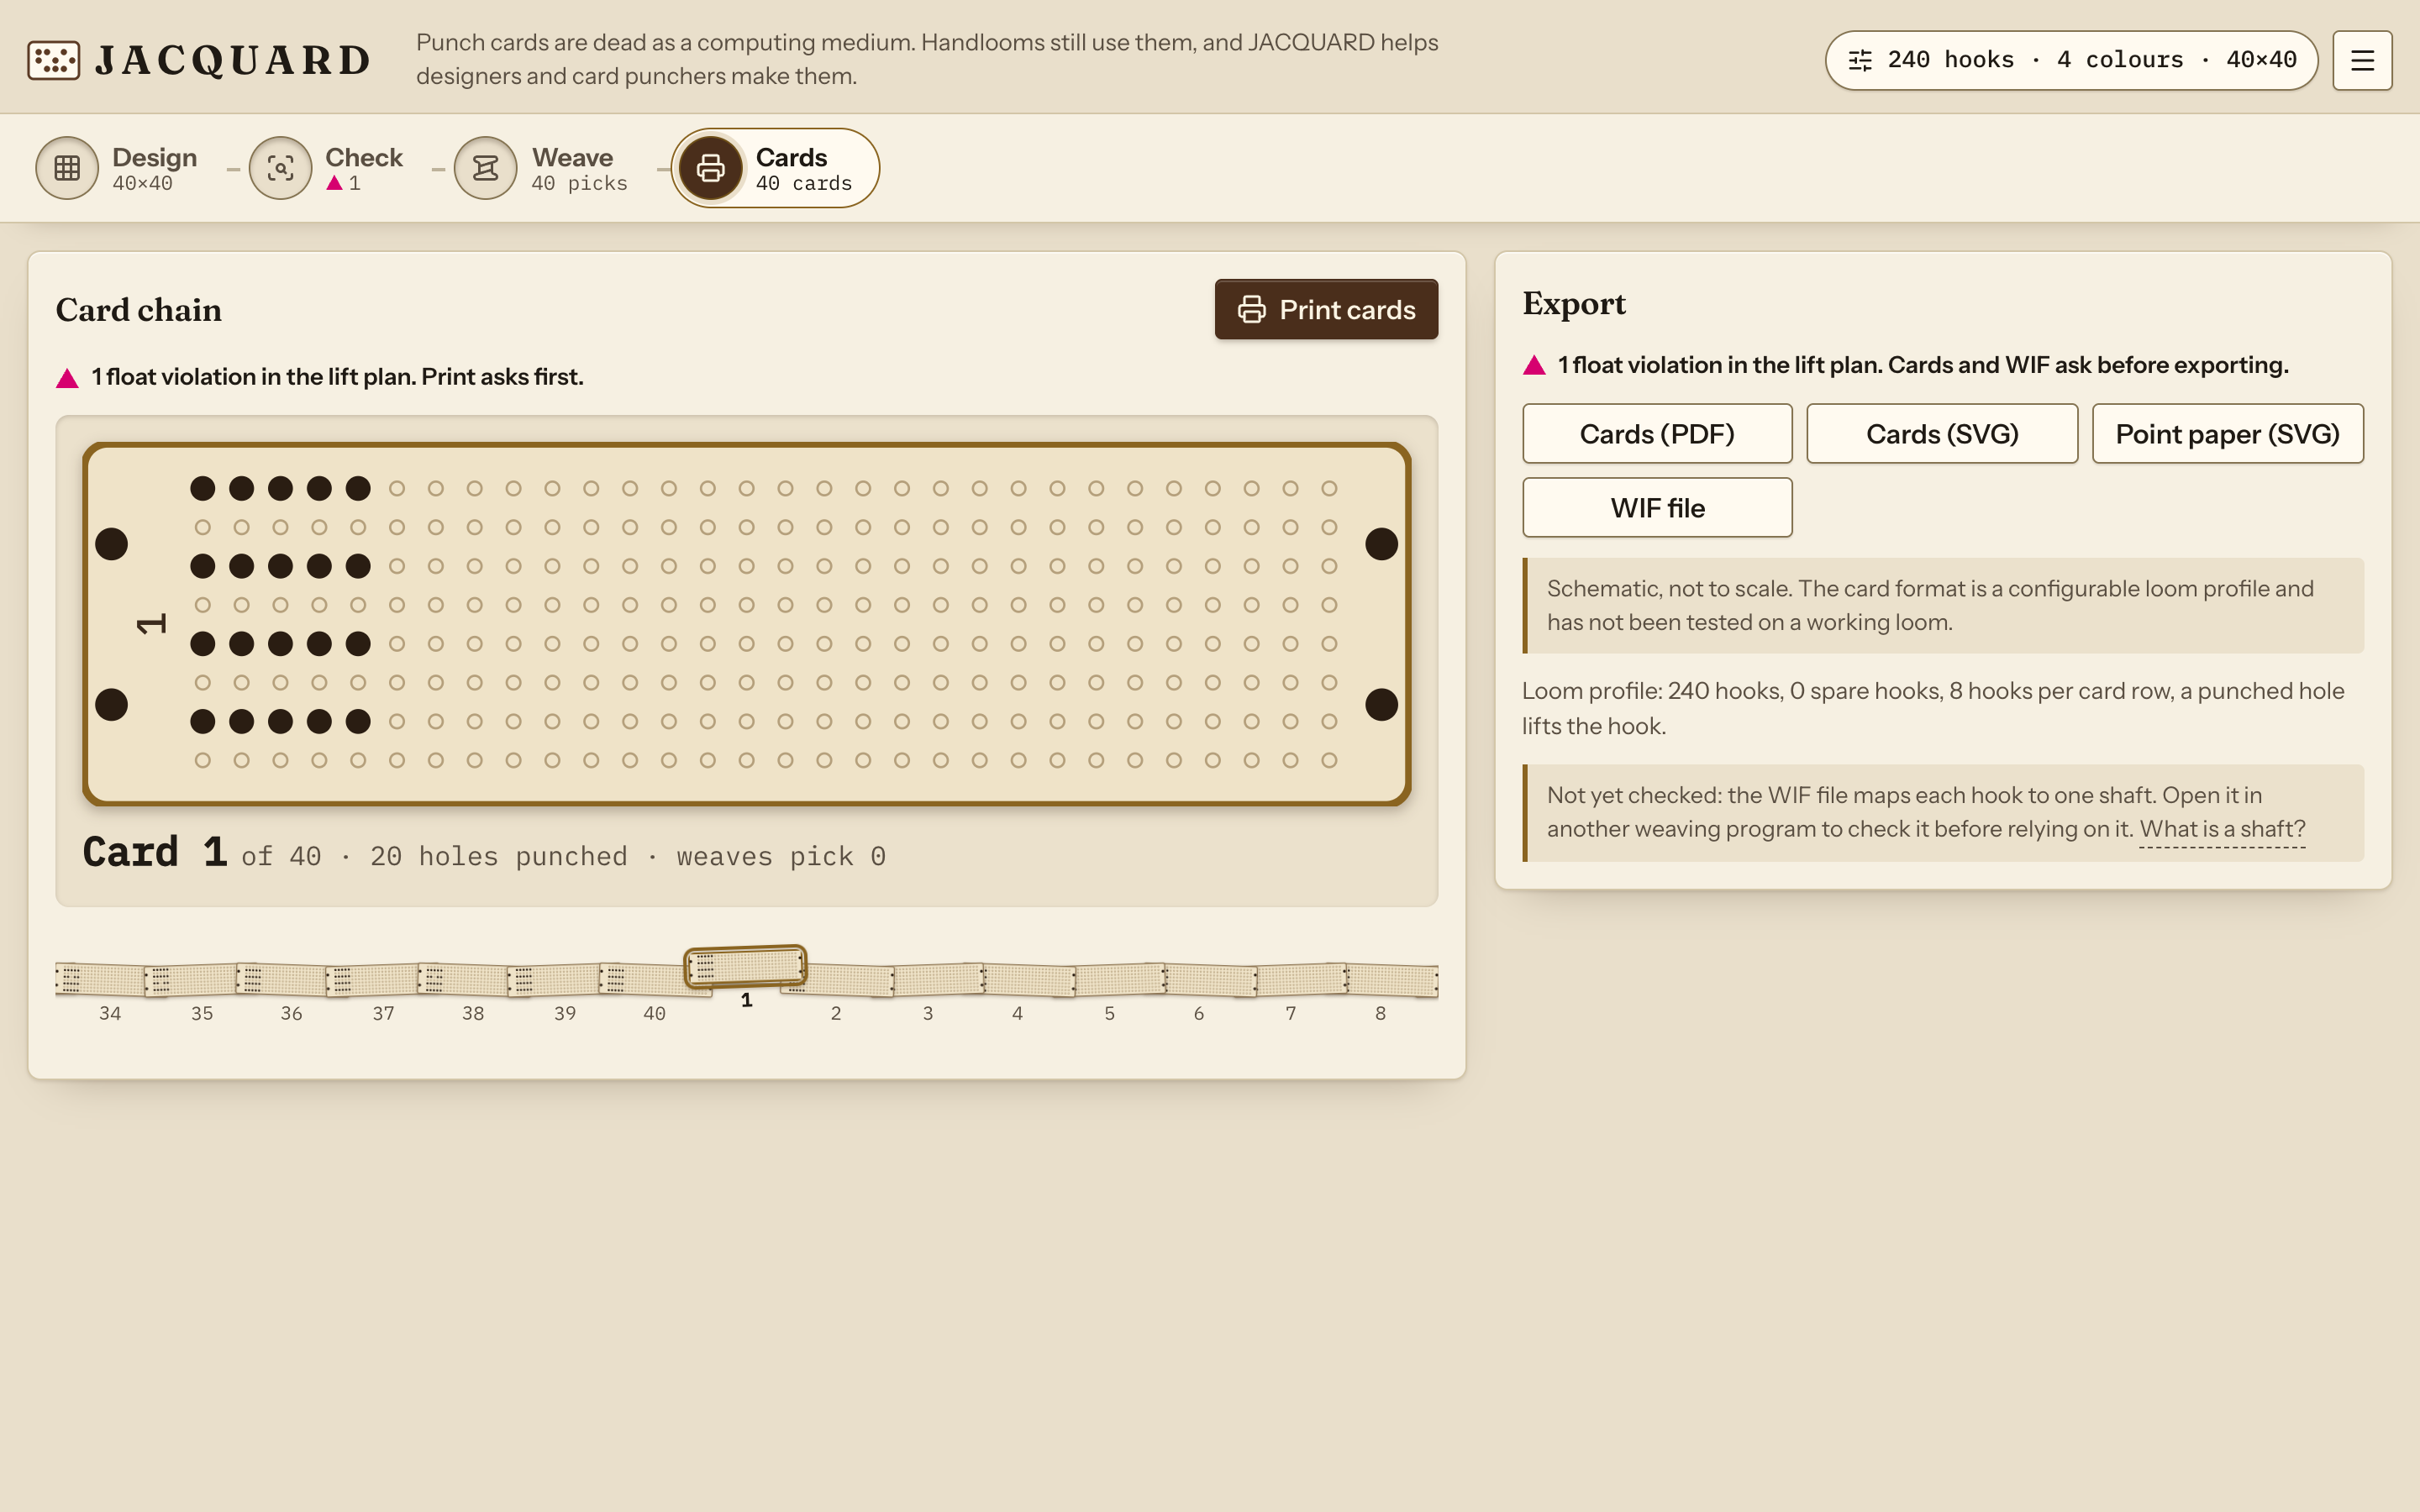 JACQUARD
Punch cards are dead as a computing medium. Handlooms still use them, and JACQUARD helps
designers and card punchers make them.
240 hooks · 4 colours · 40×40
Design
40×40
Check
1
Weave
40 picks
Cards
40 cards
Card chain
Print cards
1 float violation in the lift plan. Print asks first.
1
Card 1 of 40 · 20 holes punched · weaves pick 0
34 35 36 37 38 39 40 1 2 3 4 5 6 7 8
Export
1 float violation in the lift plan. Cards and WIF ask before exporting.
Cards (PDF)
Cards (SVG)
Point paper (SVG)
WIF file
Schematic, not to scale. The card format is a configurable loom profile and
has not been tested on a working loom.
Loom profile: 240 hooks, 0 spare hooks, 8 hooks per card row, a punched hole
lifts the hook.
Not yet checked: the WIF file maps each hook to one shaft. Open it in
another weaving program to check it before relying on it. What is a shaft?